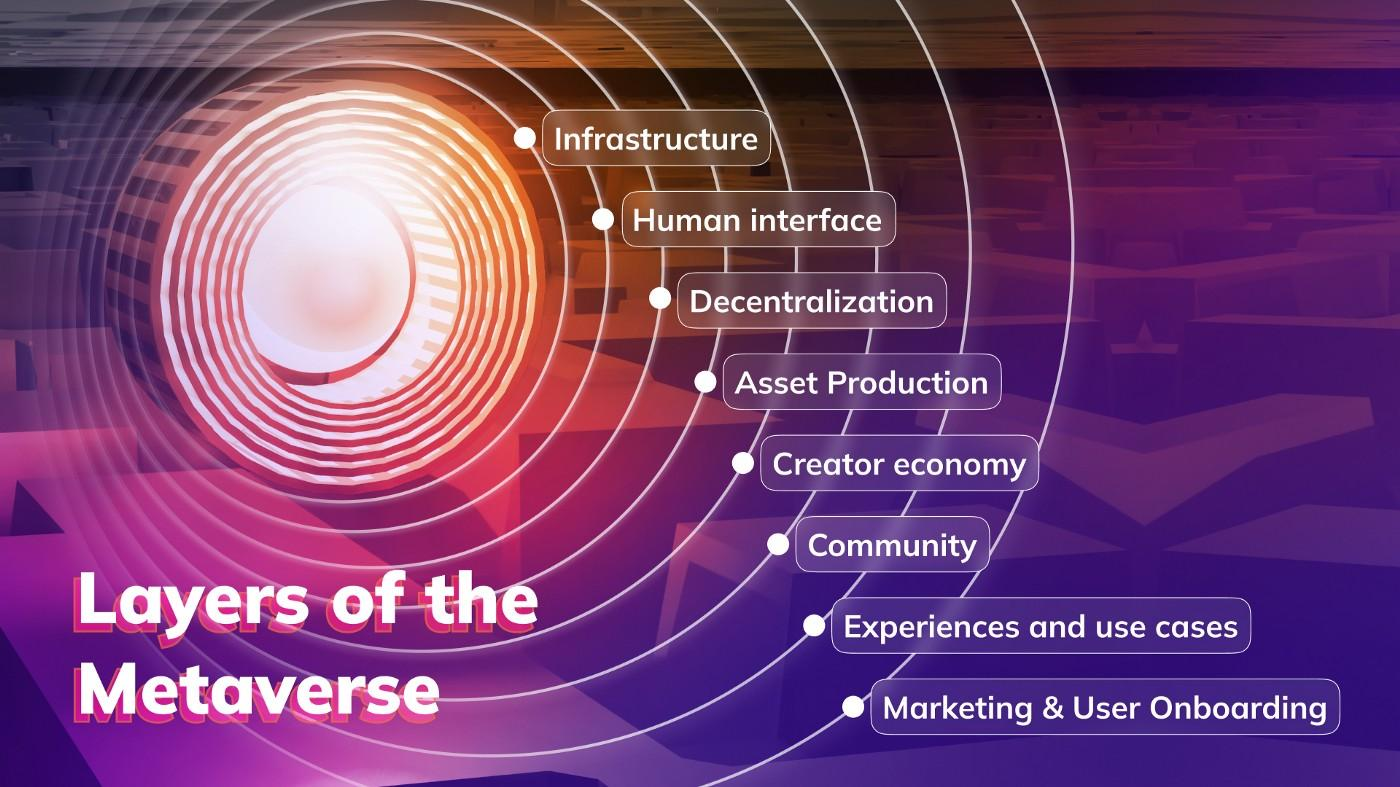 Infrastructure
Human interface
Decentralization
Asset Production
Creator economy
Community
Experiences and use cases
Marketing & User Onboarding
Layers of the
Metaverse